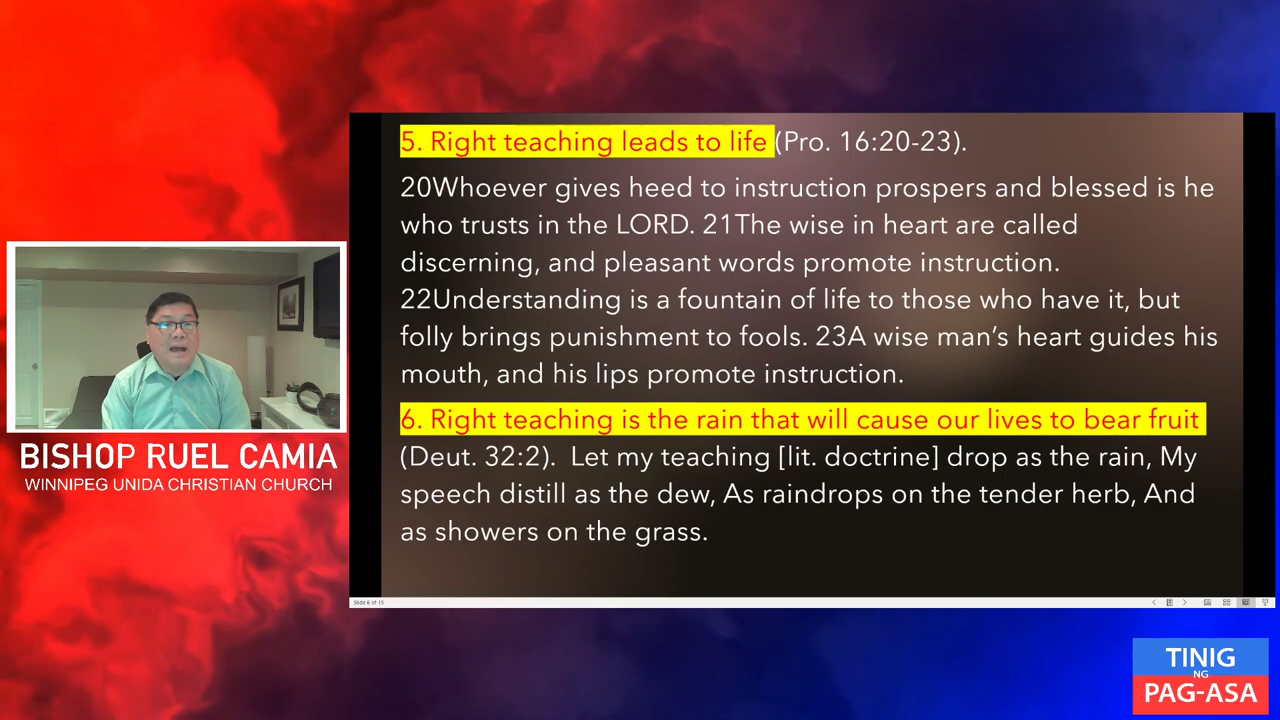 5. Right teaching leads to life (Pro. 16:20-23).
20Whoever gives heed to instruction prospers and blessed is he
who trusts in the LORD. 21The wise in heart are called
discerning, and pleasant words promote instruction.
22Understanding is a fountain of life to those who have it, but
folly brings punishment to fools. 23A wise man's heart guides his
mouth, and his lips promote instruction.
6. Right teaching is the rain that will cause our lives to bear fruit
(Deut. 32:2). Let my teaching [lit. doctrine] drop as the rain, My
speech distill as the dew, As raindrops on the tender herb, And
as showers on the grass.
Slide 6 of 15
BISHOP RUEL CAMIA
WINNIPEG UNIDA CHRISTIAN CHURCH
TINIG
NG
PAG-ASA